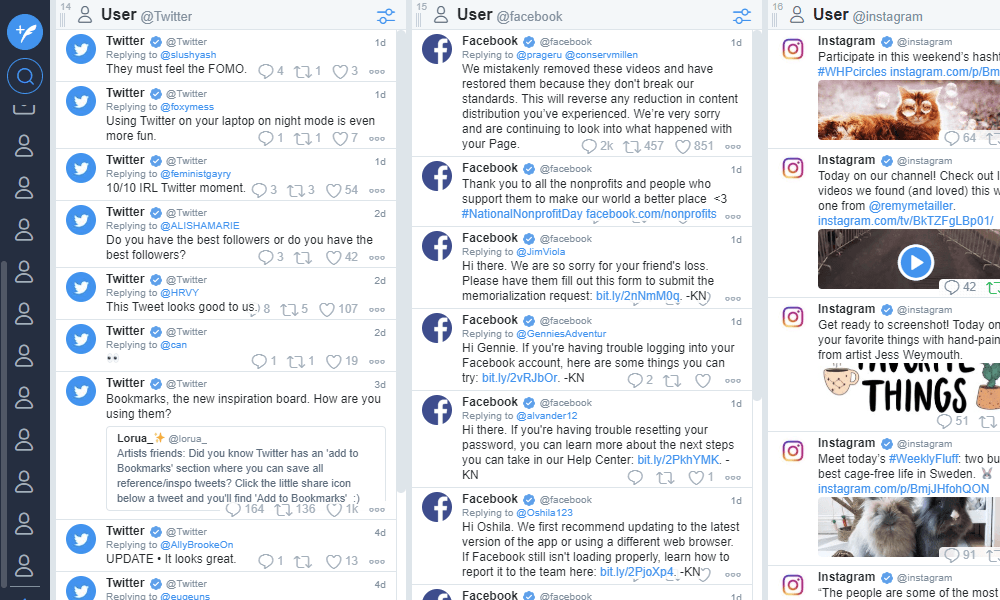 14
User @Twitter
Twitter @Twitter 1d
Replying to @slushyash
They must feel the FOMO. 4 1 3
Twitter @Twitter 1d
Replying to @foxymess
Using Twitter on your laptop on night mode is even
more fun. 1 1 7
Twitter @Twitter 1d
Replying to @feministgayry
10/10 IRL Twitter moment. 3 3 54
Twitter @Twitter 2d
Replying to @ALISHAMARIE
Do you have the best followers or do you have the
best followers? 3 42
Twitter @Twitter 2d
Replying to @HRVY
This Tweet looks good to us. 8 5 107
Twitter @Twitter 2d
Replying to @can
👀
1 1 19
Twitter @Twitter 3d
Bookmarks, the new inspiration board. How are you
using them?
Lorua_✨ @lorua_
Artists friends: Did you know Twitter has an 'add to
Bookmarks' section where you can save all
reference/inspo tweets? Click the little share icon
below a tweet and you'll find 'Add to Bookmarks' :)
164 136 1k
Twitter @Twitter 4d
Replying to @AllyBrookeOn
UPDATE • It looks great. 1 13
Twitter @Twitter 4d
Replying to @eugeuns
15
User @facebook
Facebook @facebook 1d
Replying to @prageru @conservmillen
We mistakenly removed these videos and have
restored them because they don't break our
standards. This will reverse any reduction in content
distribution you've experienced. We're very sorry
and are continuing to look into what happened with
your Page. 2k 457 851
Facebook @facebook 1d
Thank you to all the nonprofits and people who
support them to make our world a better place <3
#NationalNonprofitDay facebook.com/nonprofits
Facebook @facebook 1d
Replying to @JimViola
Hi there. We are so sorry for your friend's loss.
Please have them fill out this form to submit the
memorialization request: bit.ly/2nNmM0q. -KN
Facebook @facebook 1d
Replying to @GenniesAdventur
Hi Gennie. If you're having trouble logging into your
Facebook account, here are some things you can
try: bit.ly/2vRJbOr. -KN 2
Facebook @facebook 1d
Replying to @alvander12
Hi there. If you're having trouble resetting your
password, you can learn more about the next steps
you can take in our Help Center: bit.ly/2PkhYMK. -
KN 1
Facebook @facebook 1d
Replying to @Oshila123
Hi Oshila. We first recommend updating to the latest
version of the app or using a different web browser.
If Facebook still isn't loading properly, learn how to
report it to the team here: bit.ly/2PjoXp4. -KN
Facebook @facebook 1d
16
User @instagram
Instagram @instagram
Participate in this weekend's hasht
#WHPcircles instagram.com/p/Bm
64
Instagram @instagram
Today on our channel! Check out l
videos we found (and loved) this w
one from @remymetailler.
instagram.com/tv/BkTZFgLBp01/
42
Instagram @instagram
Get ready to screenshot! Today on
your favorite things with hand-pain
from artist Jess Weymouth.
FAVORITE
THINGS
51
Instagram @instagram
Meet today's #WeeklyFluff: two bu
best cage-free life in Sweden. 🐰
instagram.com/p/BmjJHfohQON
91
Instagram @instagram
"The people are some of the most